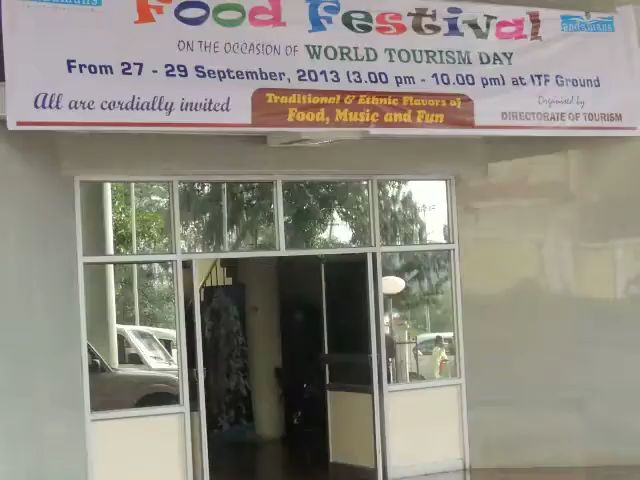 Food Festival
andamans
ON THE OCCASION OF WORLD TOURISM DAY
From 27 - 29 September, 2013 (3.00 pm - 10.00 pm) at ITF Ground
All are cordially invited
Traditional & Ethnic Flavors of
Food, Music and Fun
Organised by
DIRECTORATE OF TOURISM